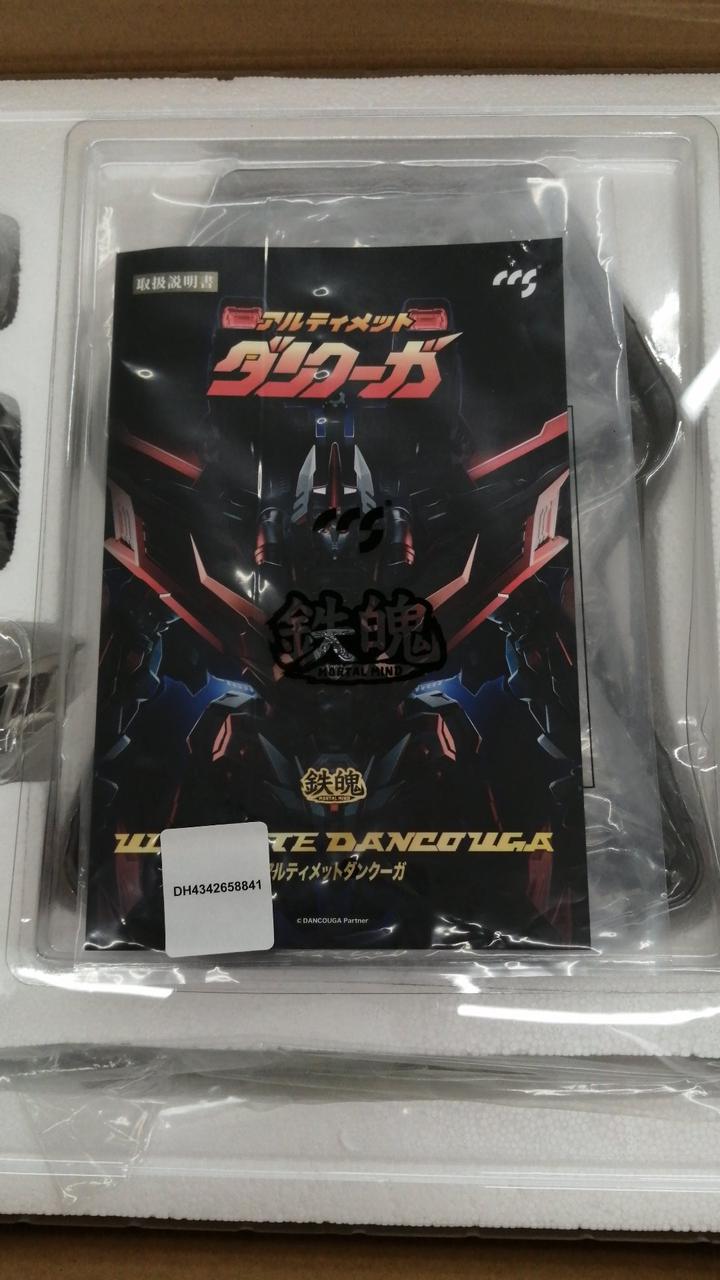 取扱説明書
CCS
アルティメット
ダンクーガ
CCS
鉄魄
MORTAL MIND
鉄魄
MORTAL MIND
DANCOUGA
ルティメットダンクーガ
DH4342658841
© DANCOUGA Partner